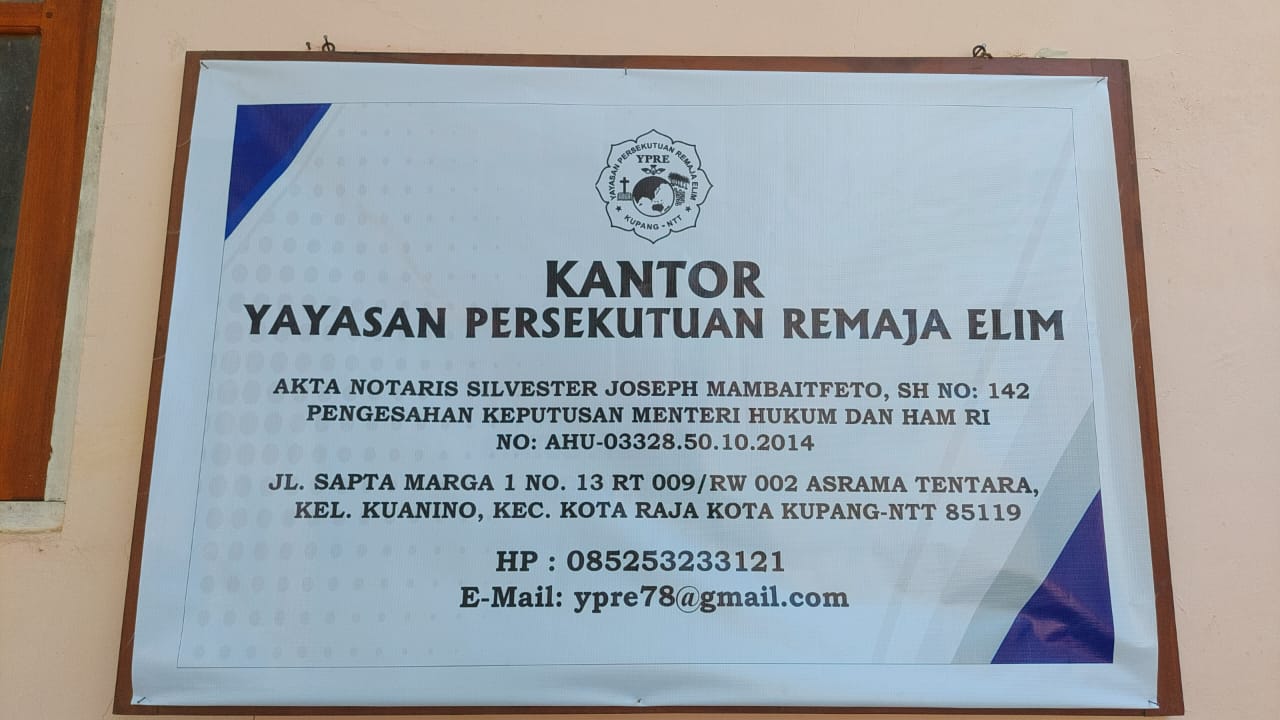 YAYASAN PERSEKUTUAN REMAJA ELIM
YPRE
KUPANG - NTT
KANTOR
YAYASAN PERSEKUTUAN REMAJA ELIM
AKTA NOTARIS SILVESTER JOSEPH MAMBAITFETO, SH NO: 142
PENGESAHAN KEPUTUSAN MENTERI HUKUM DAN HAM RI
NO: AHU-03328.50.10.2014
JL. SAPTA MARGA 1 NO. 13 RT 009/RW 002 ASRAMA TENTARA,
KEL. KUANINO, KEC. KOTA RAJA KOTA KUPANG-NTT 85119
HP : 085253233121
E-Mail: ypre78@gmail.com